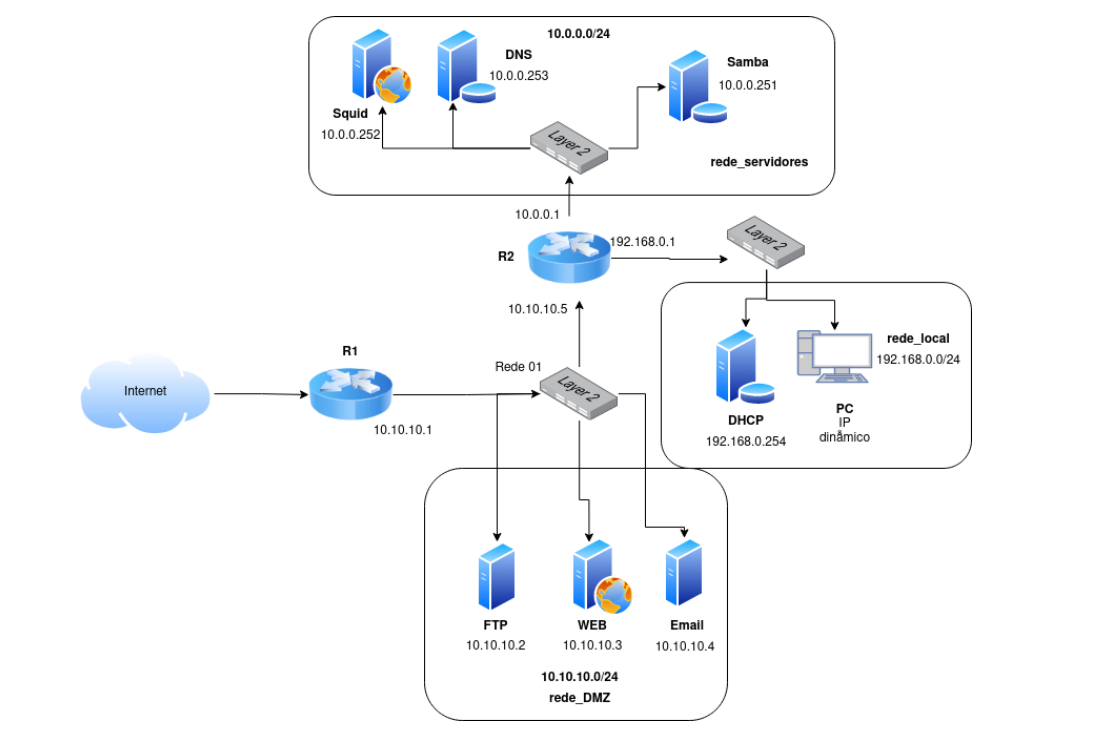 10.0.0.0/24
DNS
10.0.0.253
Samba
10.0.0.251
Squid
10.0.0.252
Layer 2
rede_servidores
10.0.0.1
R2
192.168.0.1
Layer 2
10.10.10.5
rede_local
192.168.0.0/24
DHCP
192.168.0.254
PC
IP
dinâmico
R1
Rede 01
Layer 2
Internet
10.10.10.1
FTP
10.10.10.2
WEB
10.10.10.3
Email
10.10.10.4
10.10.10.0/24
rede_DMZ